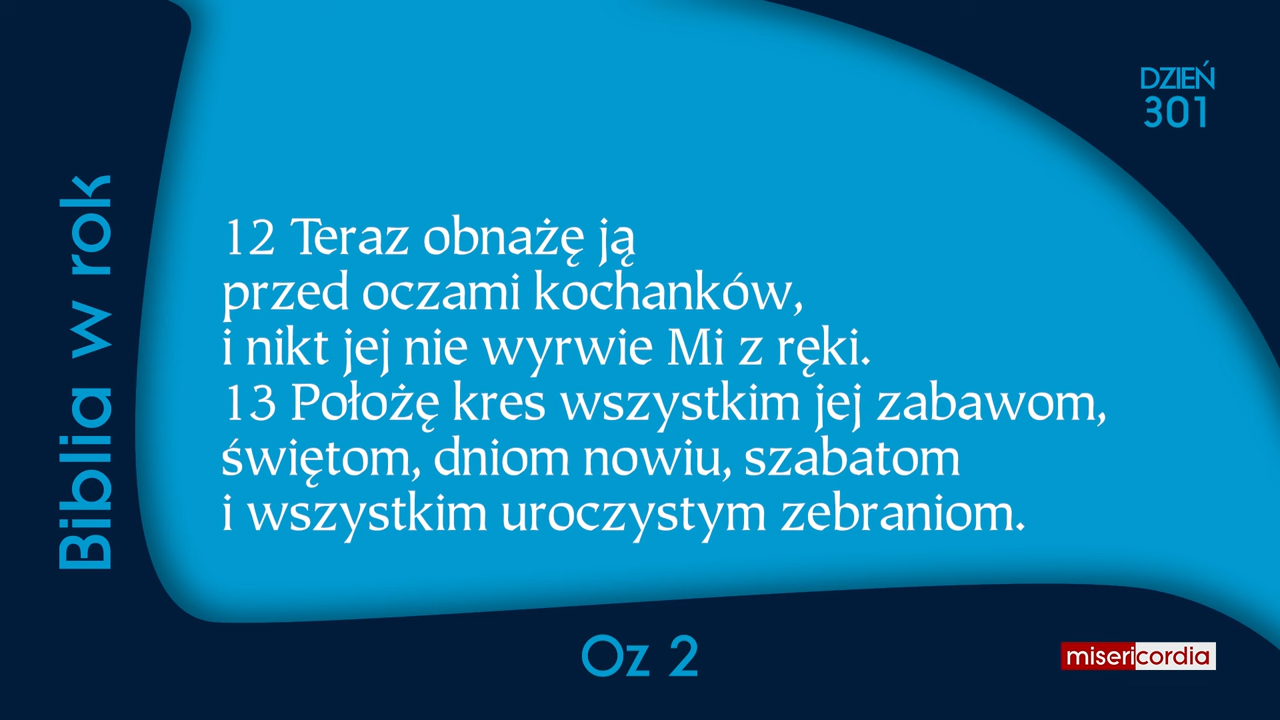 DZIEŃ
301
Biblia w rok
12 Teraz obnażę ją
przed oczami kochanków,
i nikt jej nie wyrwie Mi z ręki.
13 Położę kres wszystkim jej zabawom,
świętom, dniom nowiu, szabatom
i wszystkim uroczystym zebraniom.
Oz 2
misericordia